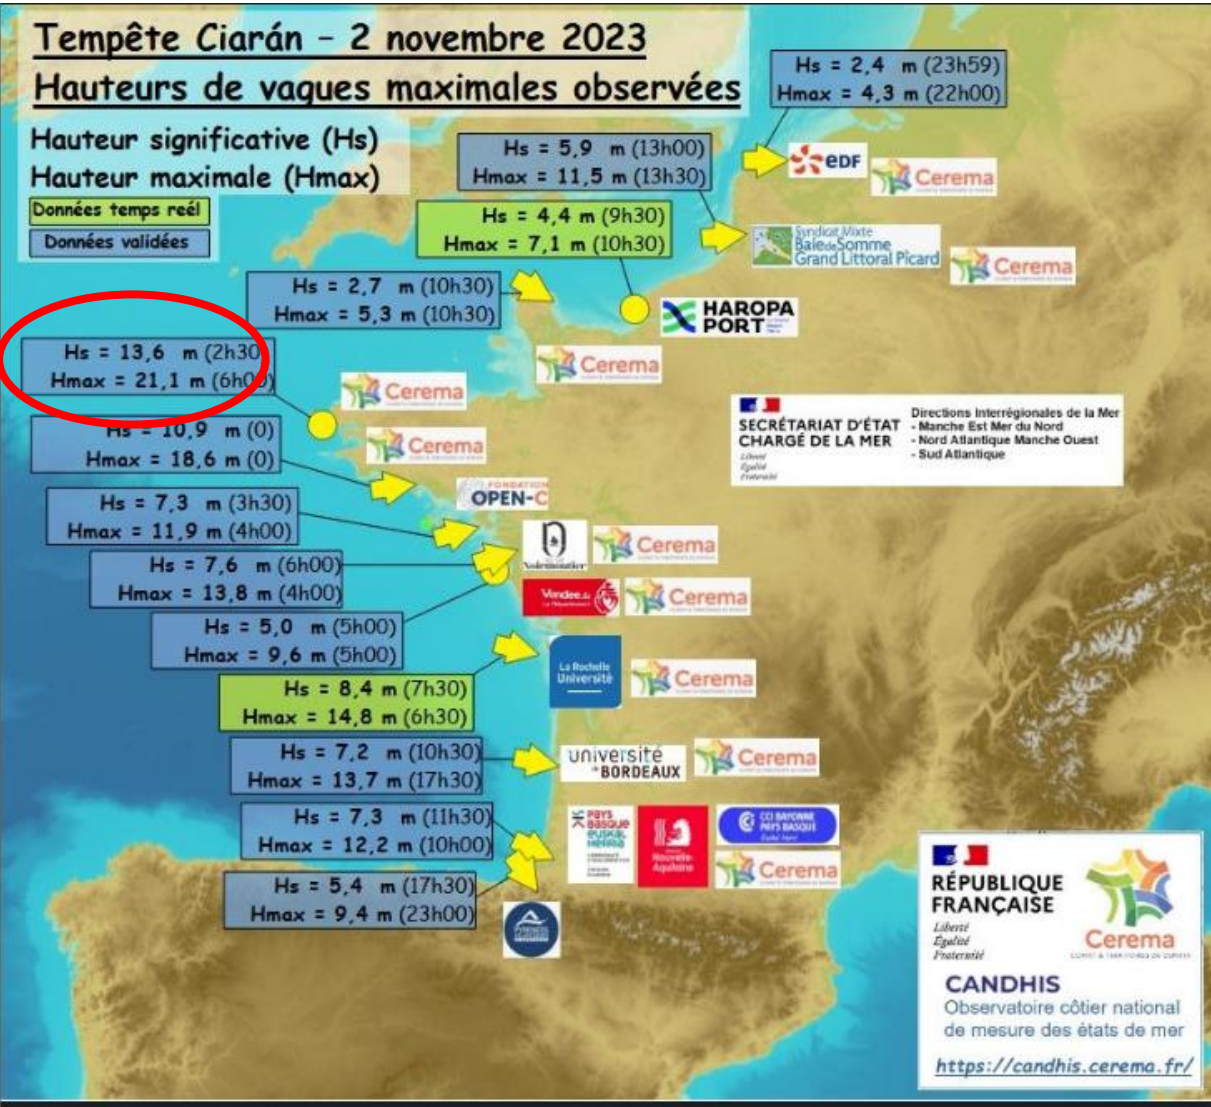 Tempête Ciarán - 2 novembre 2023
Hauteurs de vagues maximales observées
Hauteur significative (Hs)
Hauteur maximale (Hmax)
Données temps reél
Données validées
Hs = 2,4 m (23h59)
Hmax = 4,3 m (22h00)
eDF
Cerema
Hs = 5,9 m (13h00)
Hmax = 11,5 m (13h30)
Syndicat Mixte
Baie de Somme
Grand Littoral Picard
Cerema
Hs = 4,4 m (9h30)
Hmax = 7,1 m (10h30)
HAROPA
PORT
Hs = 2,7 m (10h30)
Hmax = 5,3 m (10h30)
Cerema
Hs = 13,6 m (2h30
Hmax = 21,1 m (6h00)
Cerema
Cerema
Hs = 10,9 m (0)
Hmax = 18,6 m (0)
FONDATION
OPEN-C
SECRÉTARIAT D'ÉTAT
CHARGÉ DE LA MER
Liberté
Égalité
Fraternité
Directions Interrégionales de la Mer
- Manche Est Mer du Nord
- Nord Atlantique Manche Ouest
- Sud Atlantique
Hs = 7,3 m (3h30)
Hmax = 11,9 m (4h00)
Noirmoutier
Cerema
Hs = 7,6 m (6h00)
Hmax = 13,8 m (4h00)
Vendée
Cerema
Hs = 5,0 m (5h00)
Hmax = 9,6 m (5h00)
La Rochelle
Université
Cerema
Hs = 8,4 m (7h30)
Hmax = 14,8 m (6h30)
Hs = 7,2 m (10h30)
Hmax = 13,7 m (17h30)
université
de BORDEAUX
Cerema
Hs = 7,3 m (11h30)
Hmax = 12,2 m (10h00)
PAYS
BASQUE
EUSKAL
HERRIA
Nouvelle-
Aquitaine
CCI BAYONNE
PAYS BASQUE
Cerema
Hs = 5,4 m (17h30)
Hmax = 9,4 m (23h00)
RÉPUBLIQUE
FRANÇAISE
Liberté
Égalité
Fraternité
Cerema
CANDHIS
Observatoire côtier national
de mesure des états de mer
https://candhis.cerema.fr/